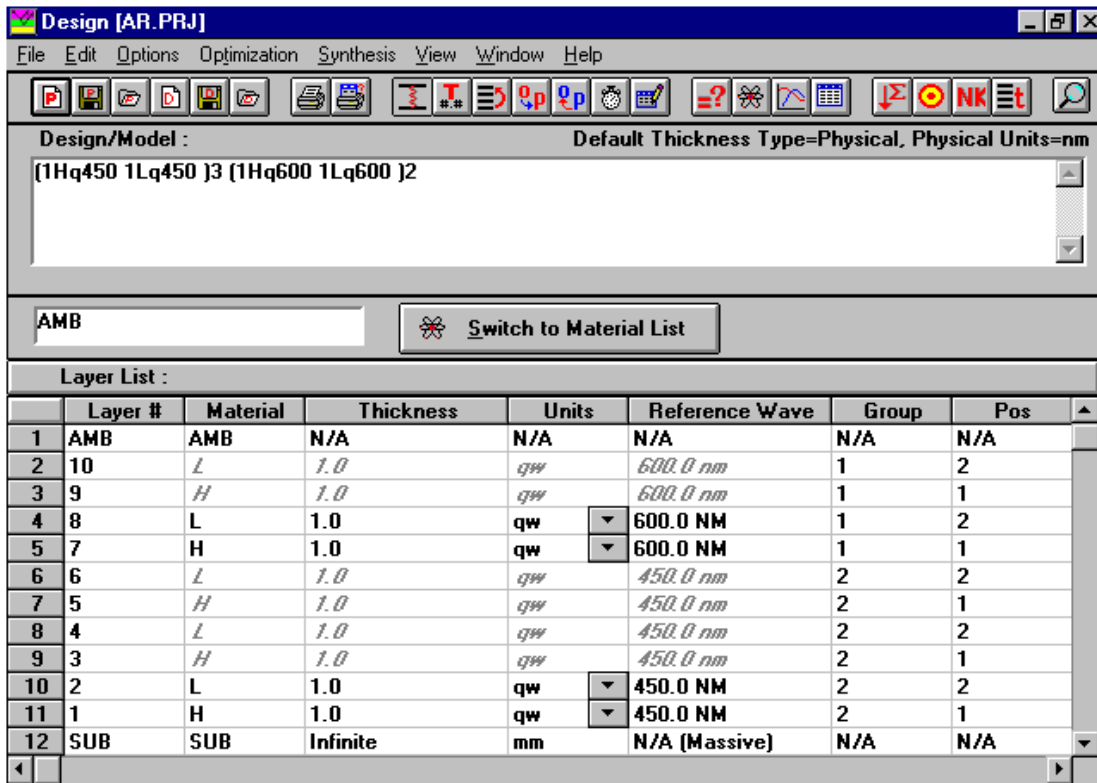 Design [AR.PRJ]
File Edit Options Optimization Synthesis View Window Help
P P D D T #.# Q p Q p =? Σ NK t
Design/Model : Default Thickness Type=Physical, Physical Units=nm
(1Hq450 1Lq450 )3 (1Hq600 1Lq600 )2
AMB Switch to Material List
Layer List :
Layer # Material Thickness Units Reference Wave Group Pos
1 AMB AMB N/A N/A N/A N/A N/A
2 10 L 1.0 qw 600.0 nm 1 2
3 9 H 1.0 qw 600.0 nm 1 1
4 8 L 1.0 qw 600.0 NM 1 2
5 7 H 1.0 qw 600.0 NM 1 1
6 6 L 1.0 qw 450.0 nm 2 2
7 5 H 1.0 qw 450.0 nm 2 1
8 4 L 1.0 qw 450.0 nm 2 2
9 3 H 1.0 qw 450.0 nm 2 1
10 2 L 1.0 qw 450.0 NM 2 2
11 1 H 1.0 qw 450.0 NM 2 1
12 SUB SUB Infinite mm N/A (Massive) N/A N/A